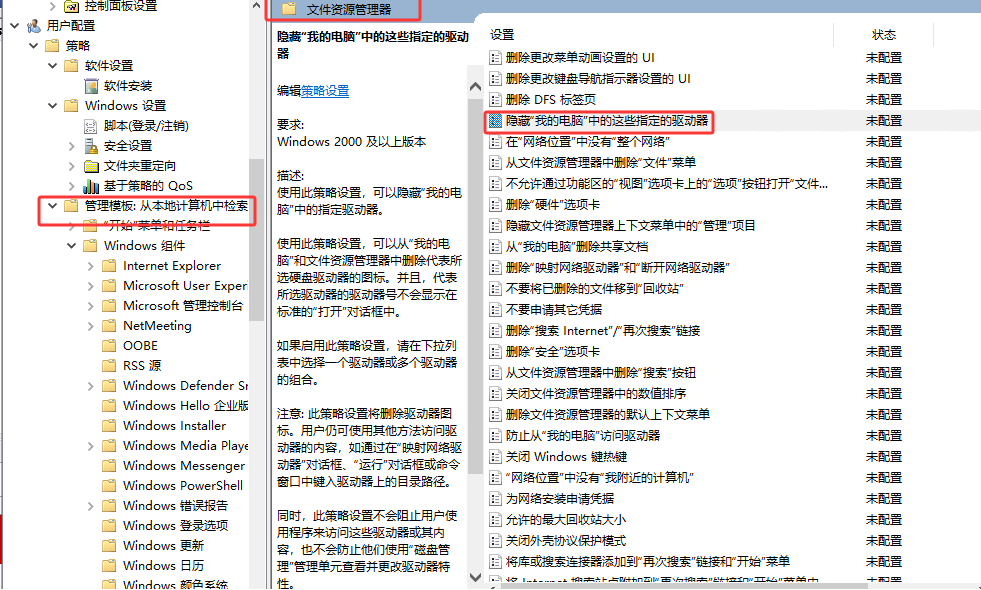 控制面板设置
用户配置
策略
软件设置
软件安装
Windows 设置
脚本(登录/注销)
安全设置
文件夹重定向
基于策略的 QoS
管理模板: 从本地计算机中检索
"开始"菜单和任务栏
Windows 组件
Internet Explorer
Microsoft User Exper
Microsoft 管理控制台
NetMeeting
OOBE
RSS 源
Windows Defender Sr
Windows Hello 企业版
Windows Installer
Windows Media Playe
Windows Messenger
Windows PowerShell
Windows 错误报告
Windows 登录选项
Windows 更新
Windows 日历
Windows 颜色系统
文件资源管理器
隐藏"我的电脑"中的这些指定的驱动
器
编辑策略设置
要求:
Windows 2000 及以上版本
描述:
使用此策略设置，可以隐藏"我的电
脑"中的指定驱动器。
使用此策略设置，可以从"我的电
脑"和文件资源管理器中删除代表所
选硬盘驱动器的图标。并且，代表
所选驱动器的驱动器号不会显示在
标准的"打开"对话框中。
如果启用此策略设置，请在下拉列
表中选择一个驱动器或多个驱动器
的组合。
注意: 此策略设置将删除驱动器图
标。用户仍可使用其他方法访问驱
动器的内容，如通过在"映射网络驱
动器"对话框、"运行"对话框或命令
窗口中键入驱动器上的目录路径。
同时，此策略设置不会阻止用户使
用程序来访问这些驱动器或其内
容，也不会防止他们使用"磁盘管
理"管理单元查看并更改驱动器特
性。
设置 状态
删除更改菜单动画设置的 UI 未配置
删除更改键盘导航指示器设置的 UI 未配置
删除 DFS 标签页 未配置
隐藏"我的电脑"中的这些指定的驱动器 未配置
在"网络位置"中没有"整个网络" 未配置
从文件资源管理器中删除"文件"菜单 未配置
不允许通过功能区的"视图"选项卡上的"选项"按钮打开"文件... 未配置
删除"硬件"选项卡 未配置
隐藏文件资源管理器上下文菜单中的"管理"项目 未配置
从"我的电脑"删除共享文档 未配置
删除"映射网络驱动器"和"断开网络驱动器" 未配置
不要将已删除的文件移到"回收站" 未配置
不要申请其它凭据 未配置
删除"搜索 Internet"/"再次搜索"链接 未配置
删除"安全"选项卡 未配置
从文件资源管理器中删除"搜索"按钮 未配置
关闭文件资源管理器中的数值排序 未配置
删除文件资源管理器的默认上下文菜单 未配置
防止从"我的电脑"访问驱动器 未配置
关闭 Windows 键热键 未配置
"网络位置"中没有"我附近的计算机" 未配置
为网络安装申请凭据 未配置
允许的最大回收站大小 未配置
关闭外壳协议保护模式 未配置
将库或搜索连接器添加到"再次搜索"链接和"开始"菜单 未配置
将 Internet 搜索站点附加到"再次搜索"链接和"开始"菜单中 未配置